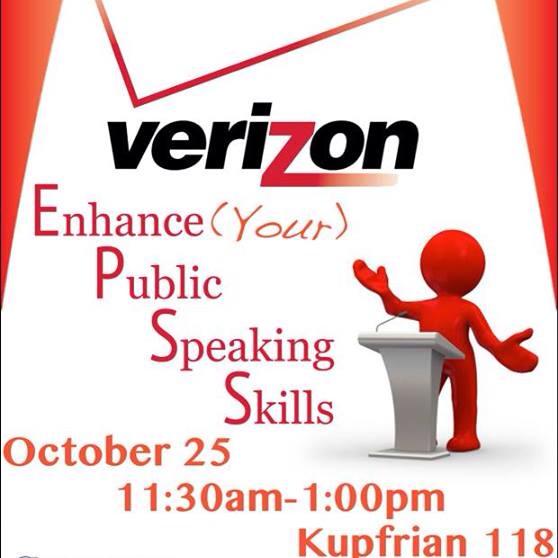 verizon
Enhance (Your)
Public
Speaking
Skills
October 25
11:30am-1:00pm
Kupfrian 118